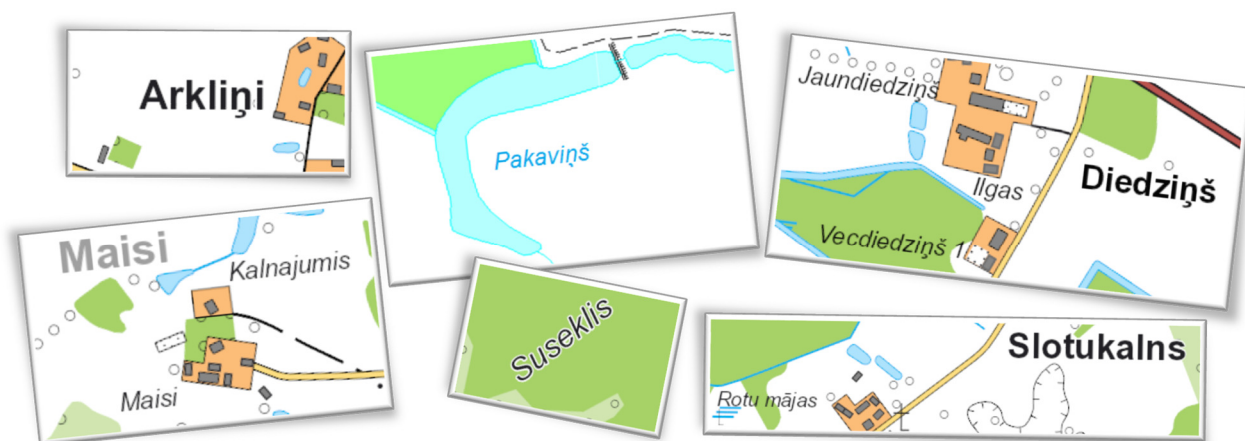 Arkliņi
Pakaviņš
Jaundiedziņš
Ilgas
Diedziņš
Vecdiedziņš 1
Maisi
Kalnajumis
Maisi
Suseklis
Slotukalns
Rotu mājas